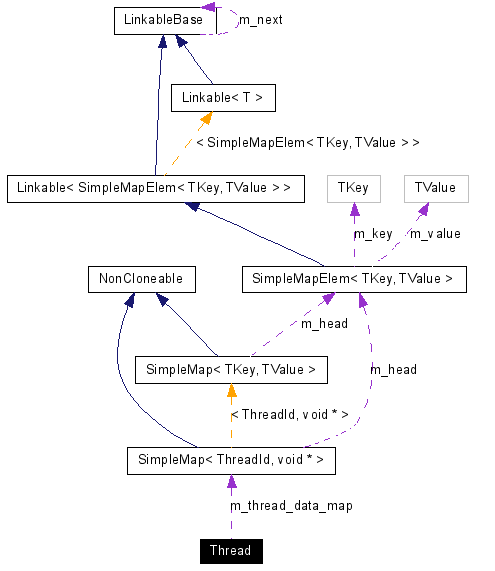 LinkableBase
m_next
Linkable< T >
< SimpleMapElem< TKey, TValue > >
Linkable< SimpleMapElem< TKey, TValue > >
TKey
TValue
m_key
m_value
NonCloneable
SimpleMapElem< TKey, TValue >
m_head
SimpleMap< TKey, TValue >
m_head
< ThreadId, void * >
SimpleMap< ThreadId, void * >
m_thread_data_map
Thread